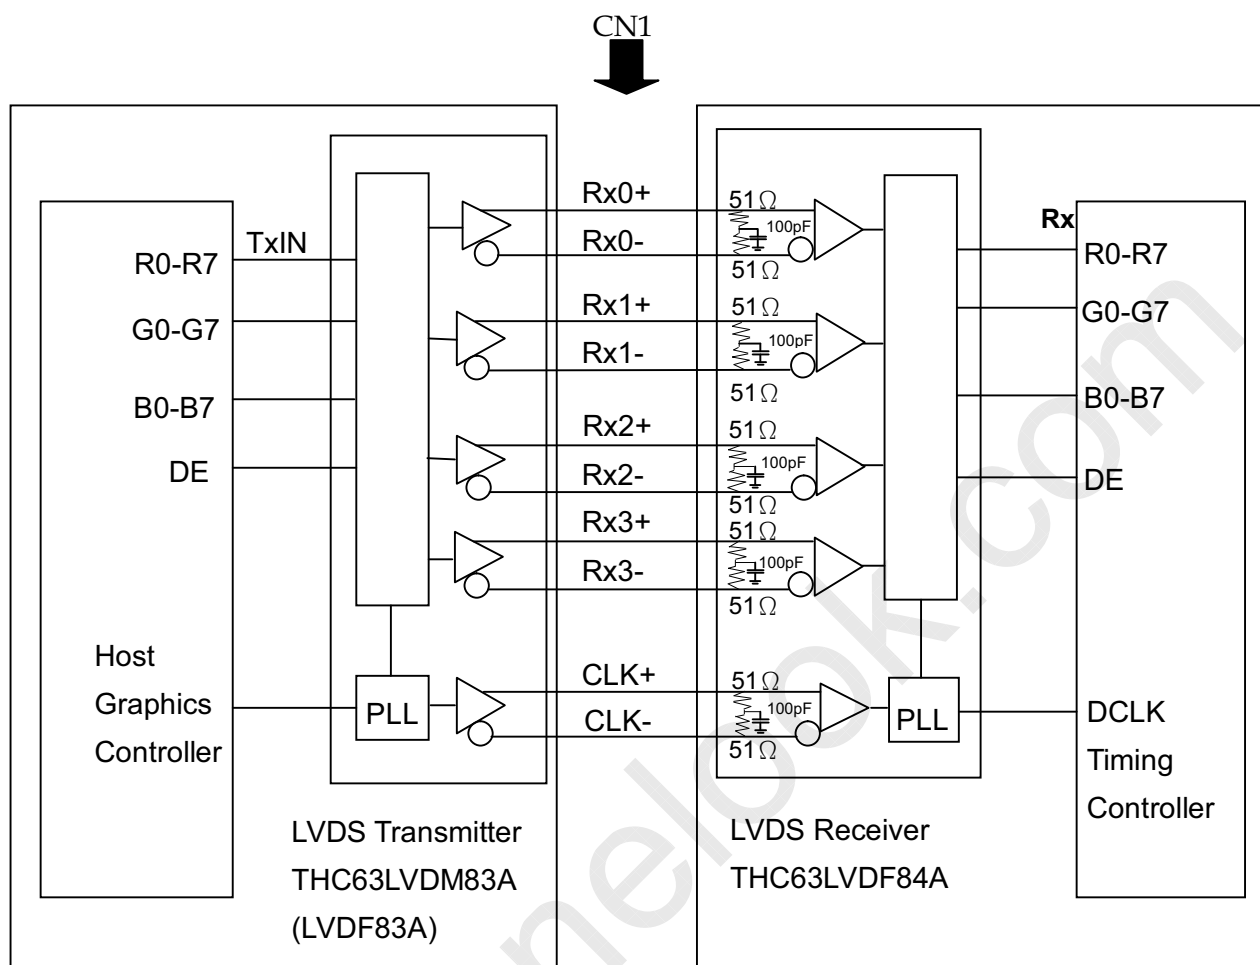 CN1
TxIN
R0-R7
G0-G7
B0-B7
DE
Host
Graphics
Controller
PLL
LVDS Transmitter
THC63LVDM83A
(LVDF83A)
Rx0+
Rx0-
Rx1+
Rx1-
Rx2+
Rx2-
Rx3+
Rx3-
CLK+
CLK-
51Ω
100pF
51Ω
51Ω
100pF
51Ω
51Ω
100pF
51Ω
51Ω
100pF
51Ω
51Ω
100pF
51Ω
PLL
LVDS Receiver
THC63LVDF84A
Rx
R0-R7
G0-G7
B0-B7
DE
DCLK
Timing
Controller
nelook.com